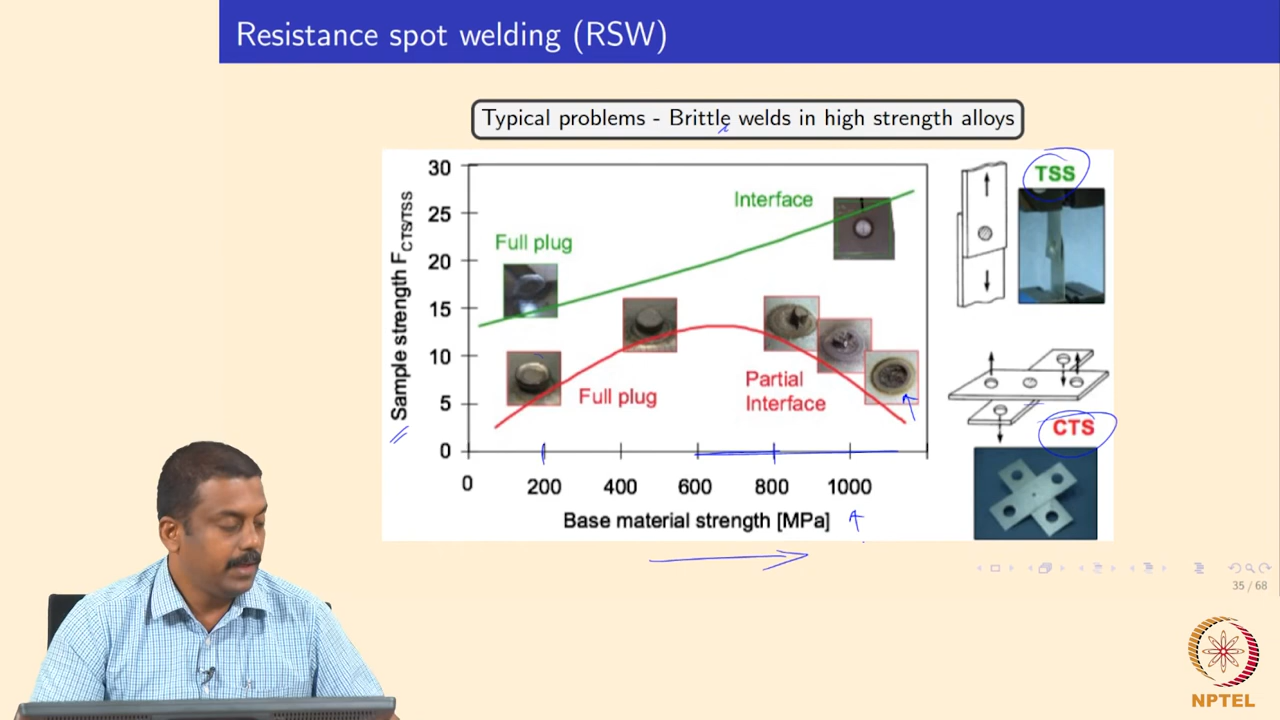 Resistance spot welding (RSW)
Typical problems - Brittle welds in high strength alloys
30
25
20
15
10
5
0
Sample strength F CTS/TSS
Full plug
Interface
Full plug
Partial
Interface
0 200 400 600 800 1000
Base material strength [MPa]
TSS
CTS
35 / 68
NPTEL